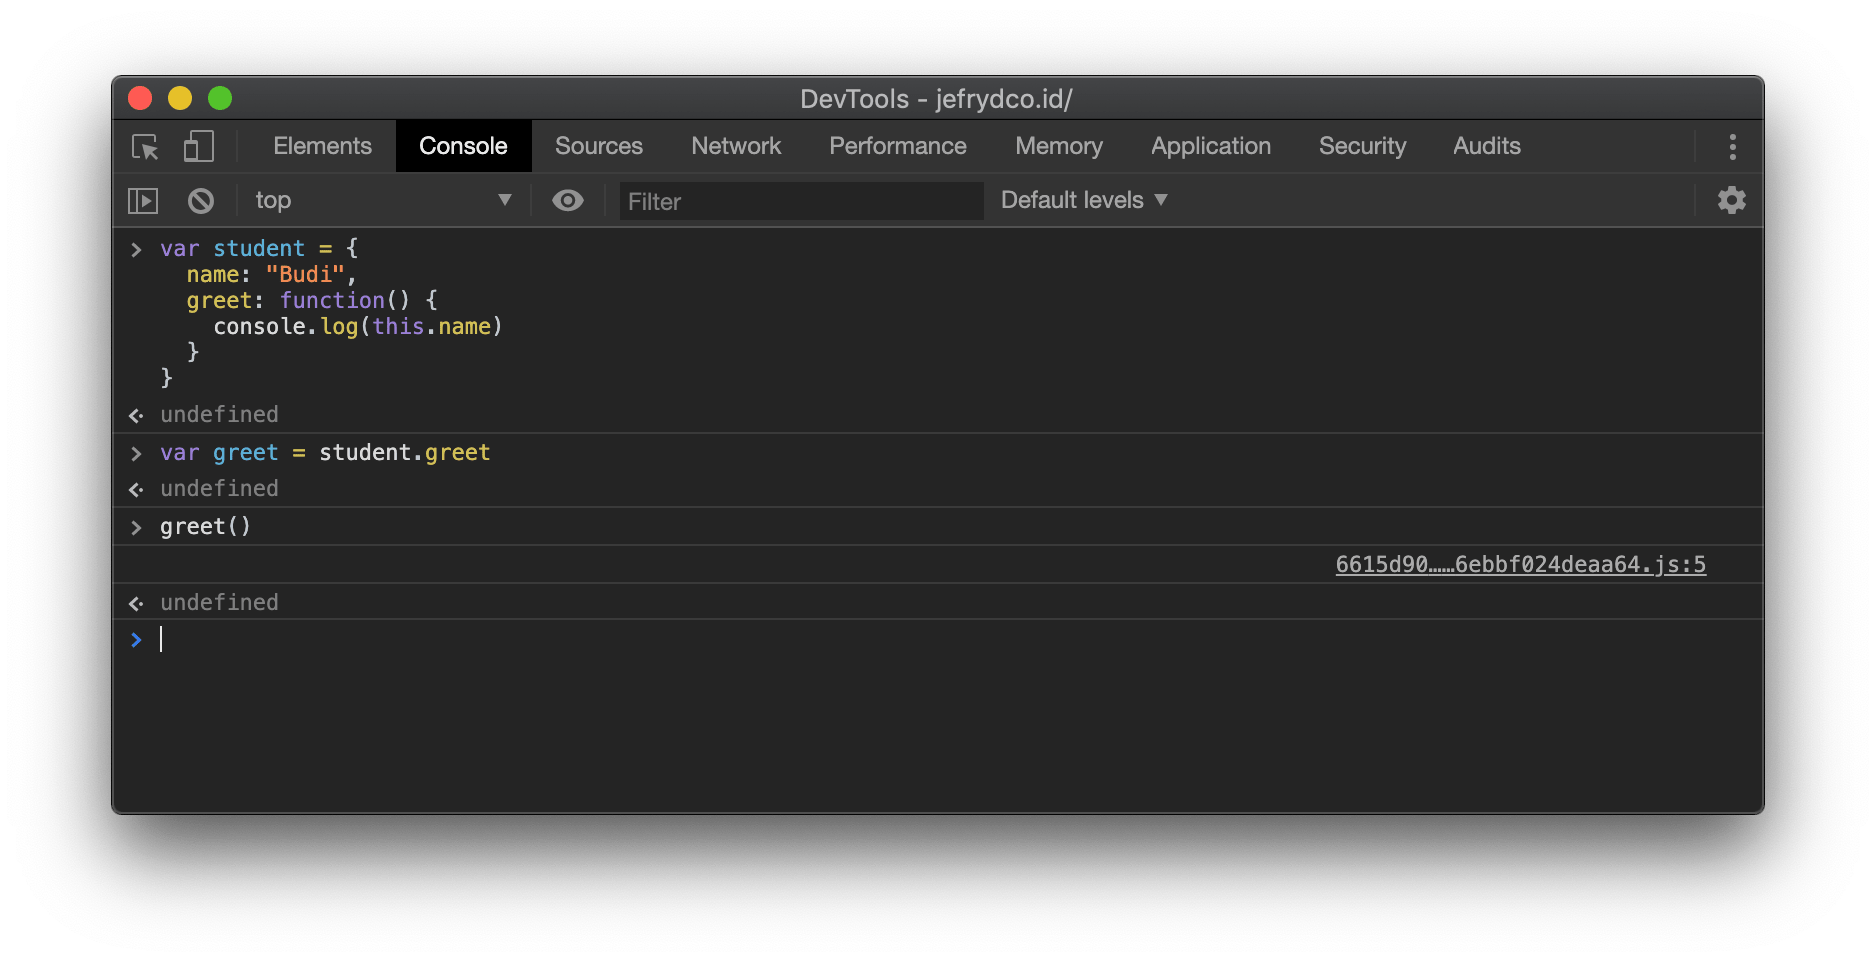 DevTools - jefrydco.id/
Elements Console Sources Network Performance Memory Application Security Audits
top ▼ Filter Default levels ▼
> var student = {
name: "Budi",
greet: function() {
console.log(this.name)
}
}
undefined
> var greet = student.greet
undefined
> greet()
6615d90……6ebbf024deaa64.js:5
undefined
>